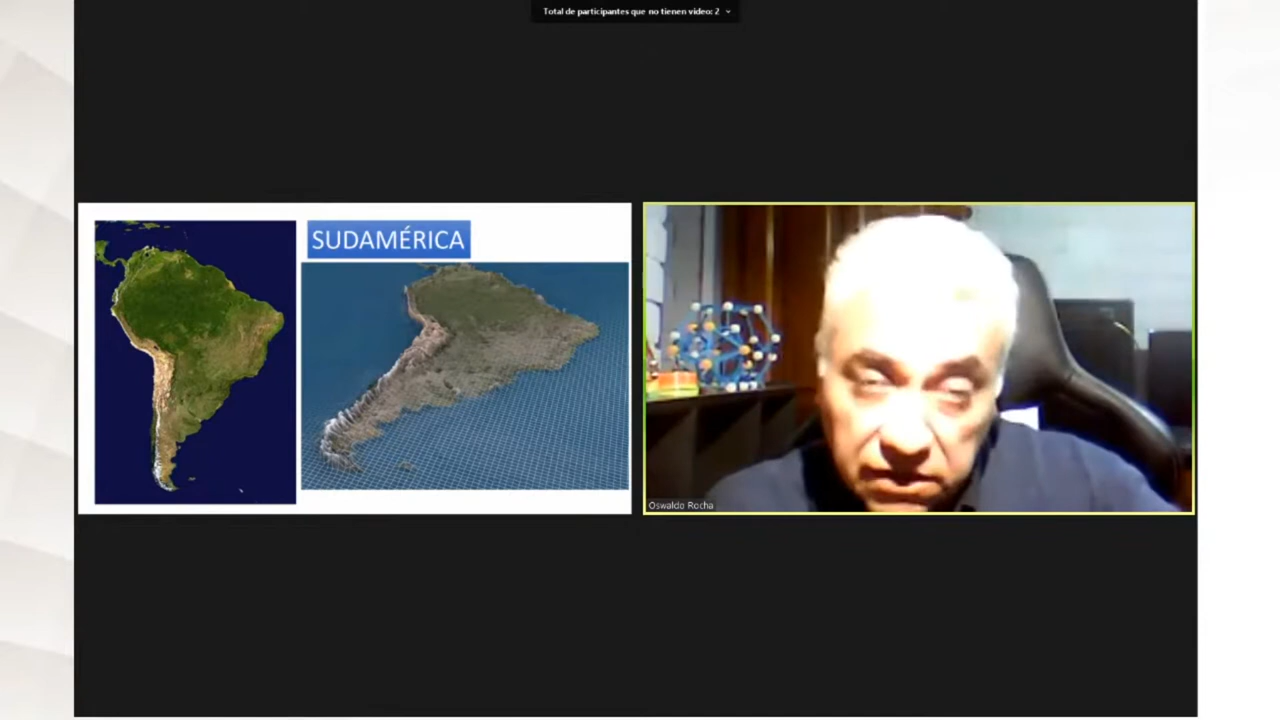 Total de participantes que no tienen video: 2
SUDAMÉRICA
Oswaldo Rocha